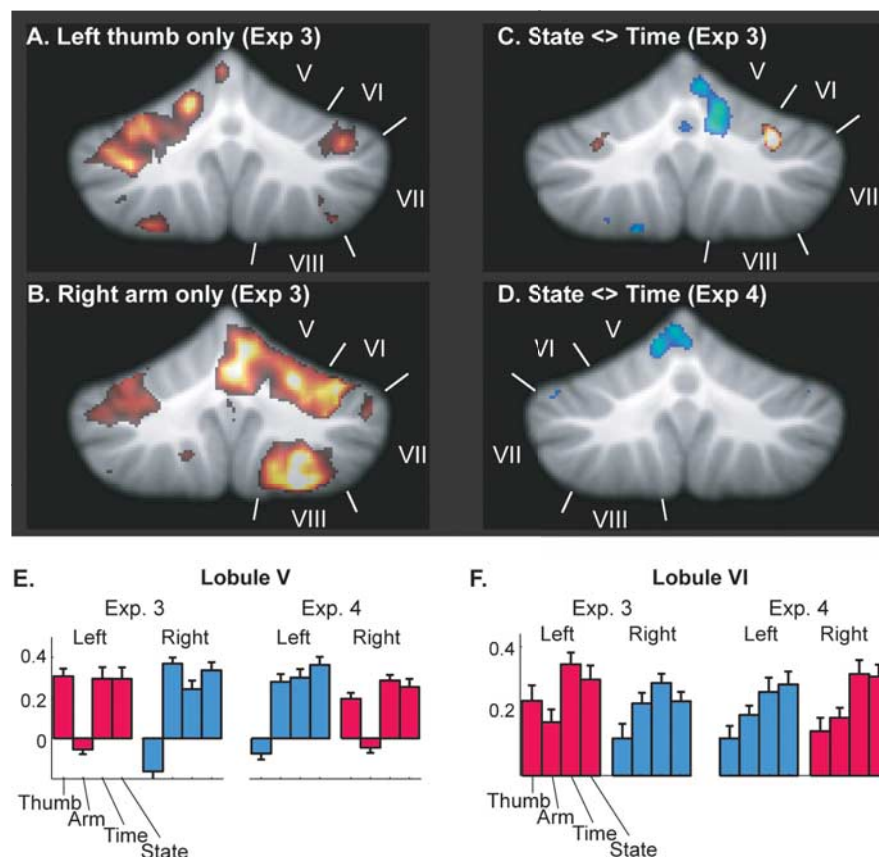 A. Left thumb only (Exp 3)
V
VI
VII
VIII
C. State <> Time (Exp 3)
V
VI
VII
VIII
B. Right arm only (Exp 3)
V
VI
VII
VIII
D. State <> Time (Exp 4)
VI
V
VII
VIII
E.
Lobule V
Exp. 3
Exp. 4
Left
Right
Left
Right
0.4
0.2
0
Thumb
Arm
Time
State
F.
Lobule VI
Exp. 3
Exp. 4
Left
Right
Left
Right
0.4
0.2
Thumb
Arm
Time
State